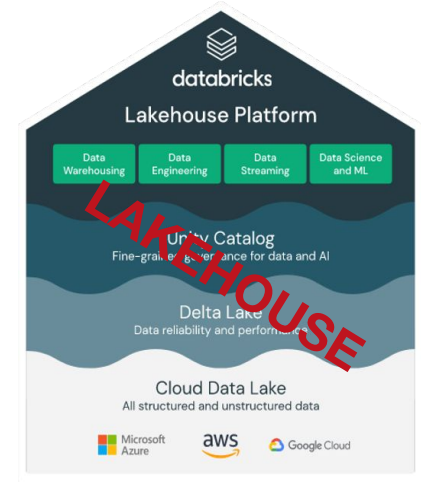 databricks
Lakehouse Platform
Data Warehousing
Data Engineering
Data Streaming
Data Science and ML
LAKEHOUSE
Unity Catalog
Fine-grained governance for data and AI
Delta Lake
Data reliability and performance
Cloud Data Lake
All structured and unstructured data
Microsoft Azure
aws
Google Cloud